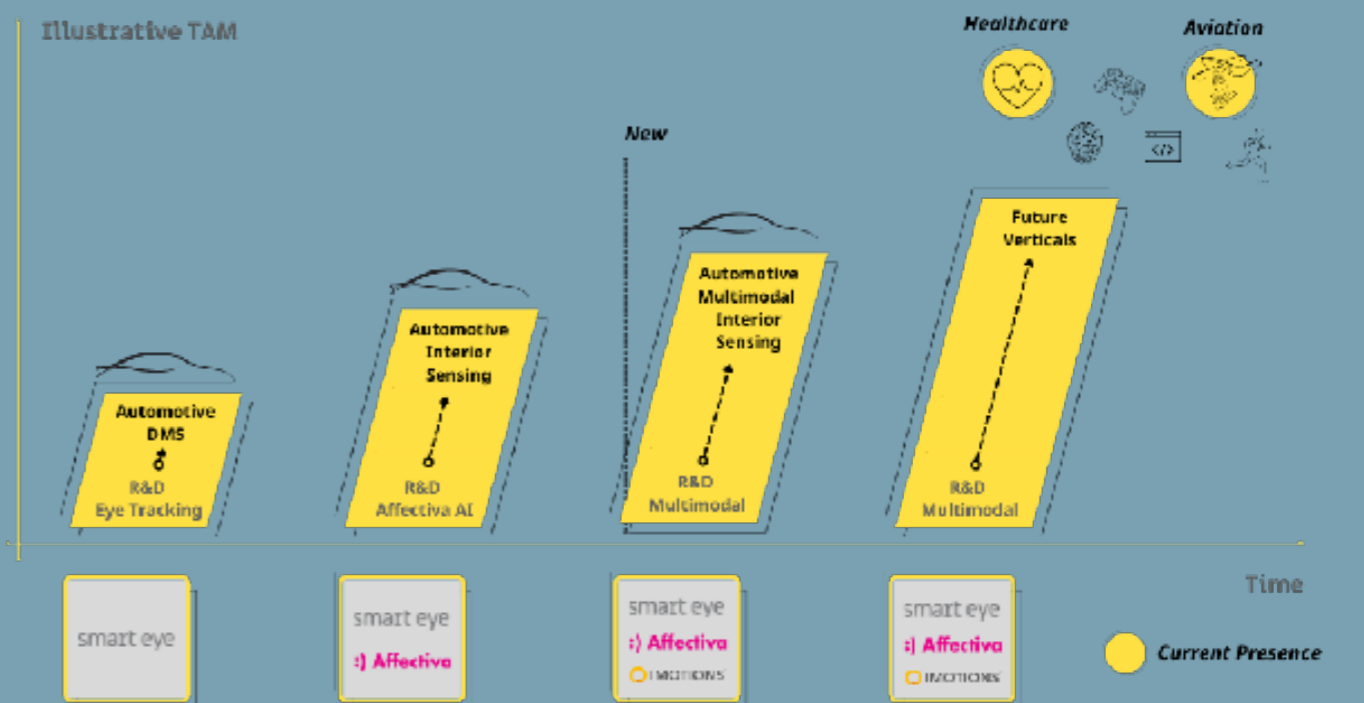 Illustrative TAM
Healthcare
Aviation
</>
New
Future
Verticals
Automotive
Multimodal
Interior
Sensing
Automotive
Interior
Sensing
Automotive
DMS
R&D
Eye Tracking
R&D
Affectiva AI
R&D
Multimodal
R&D
Multimodal
Time
smart eye
smart eye
:) Affectiva
smart eye
:) Affectiva
IMOTIONS
smart eye
:) Affectiva
IMOTIONS
Current Presence